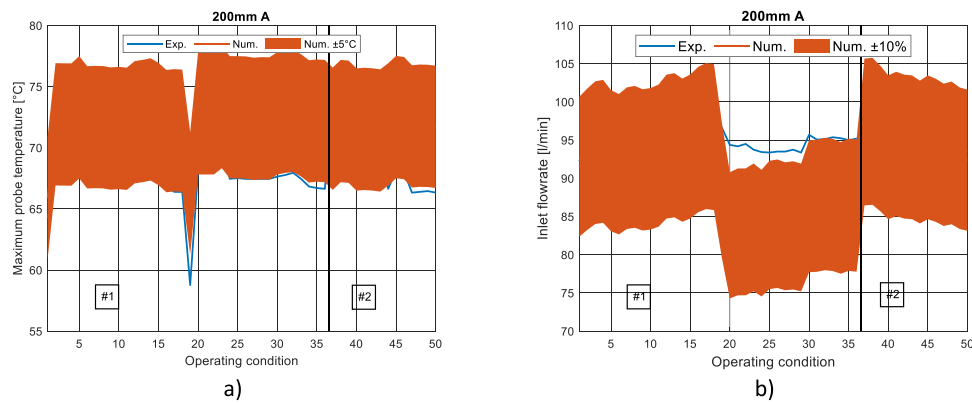 200mm A
Exp. Num. Num. ±5°C
Maximum probe temperature [°C]
80
75
70
65
60
55
#1
#2
5 10 15 20 25 30 35 40 45 50
Operating condition
a)
200mm A
Exp. Num. Num. ±10%
Inlet flowrate [l/min]
110
105
100
95
90
85
80
75
70
#1
#2
5 10 15 20 25 30 35 40 45 50
Operating condition
b)